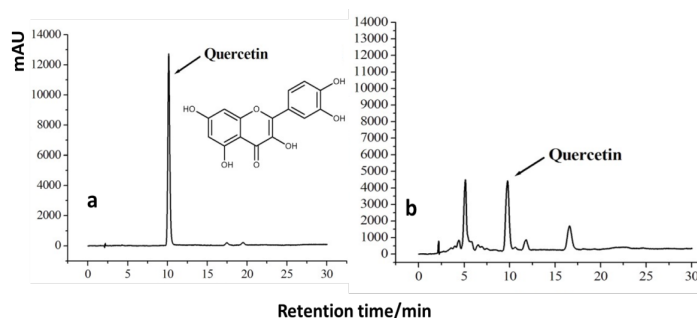 mAU
14000
12000
10000
8000
6000
4000
2000
0
0 5 10 15 20 25 30
Quercetin
OH
OH
HO
O
OH
OH O
a
14000
13000
12000
11000
10000
9000
8000
7000
6000
5000
4000
3000
2000
1000
0
0 5 10 15 20 25 30
Quercetin
b
Retention time/min